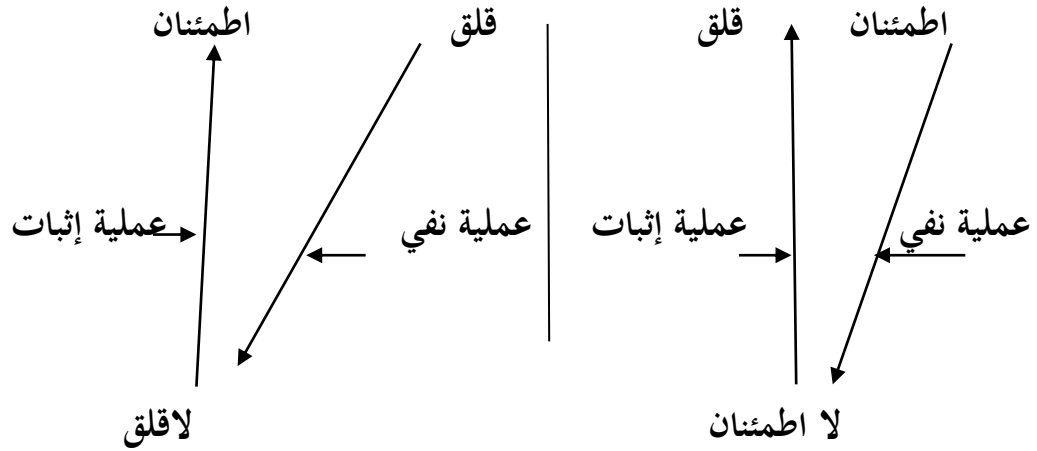 اطمئنان قلق قلق اطمئنان
عملية نفي عملية إثبات عملية نفي عملية إثبات
لا اطمئنان لاقلق